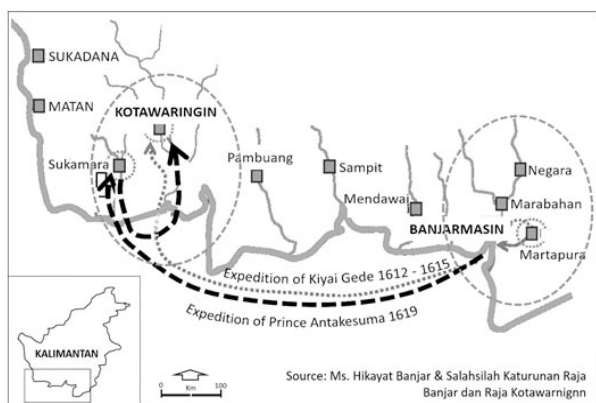 SUKADANA
MATAN
KOTAWARINGIN
Sukamara
Pambuang
Sampit
Mendawai
Negara
Marabahan
BANJARMASIN
Martapura
Expedition of Kiyai Gede 1612 - 1615
Expedition of Prince Antakesuma 1619
KALIMANTAN
0 Km 100
Source: Ms. Hikayat Banjar & Salahsilah Katurunan Raja
Banjar dan Raja Kotawarnignn